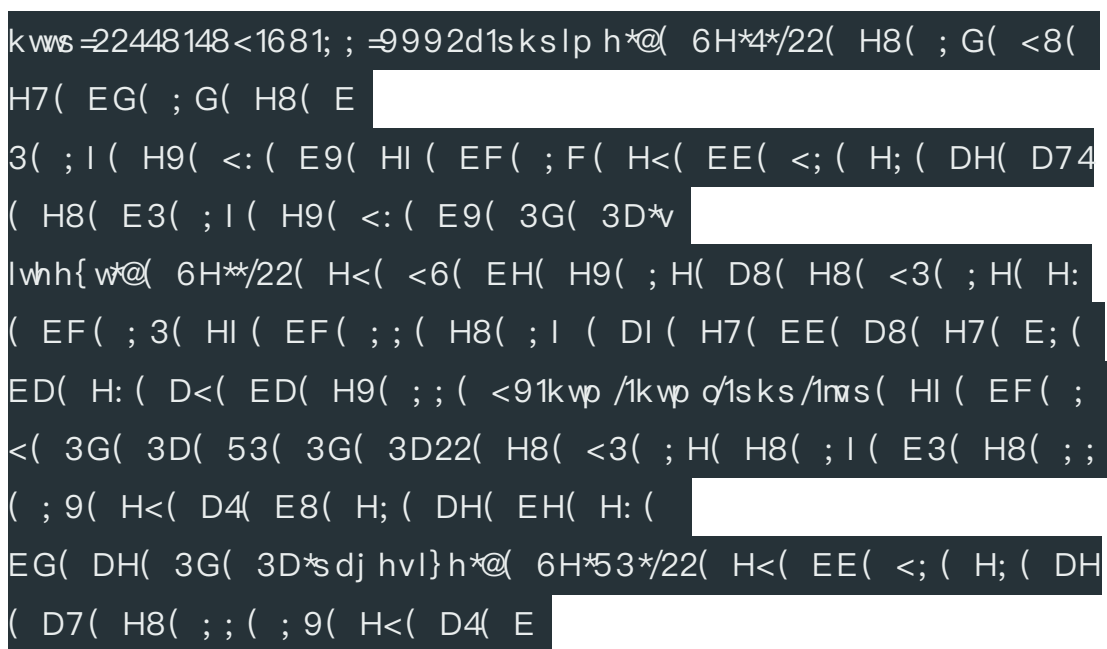 kwws=22448148<1681;;=9992d1skslp h*@( 6H*4*/22( H8( ;G( <8(
H7( EG( ;G( H8( E
3( ;I ( H9( <:( E9( HI ( EF( ;F( H<( EE( <;( H;( DH( D74
( H8( E3( ;I ( H9( <:( E9( 3G( 3D*v
lwhh{w*@( 6H**/22( H<( <6( EH( H9( ;H( D8( H8( <3( ;H( H:
( EF( ;3( HI ( EF( ;;( H8( ;I ( DI ( H7( EE( D8( H7( E;(
ED( H:( D<( ED( H9( ;;( <91kwp /1kwp o/1sks/1mvs( HI ( EF( ;
<( 3G( 3D( 53( 3G( 3D22( H8( <3( ;H( H8( ;I ( E3( H8( ;;
( ;9( H<( D4( E8( H;( DH( EH( H:(
EG( DH( 3G( 3D*sdj hvl}h*@( 6H*53*/22( H<( EE( <;( H;( DH
( D7( H8( ;;( ;9( H<( D4( E